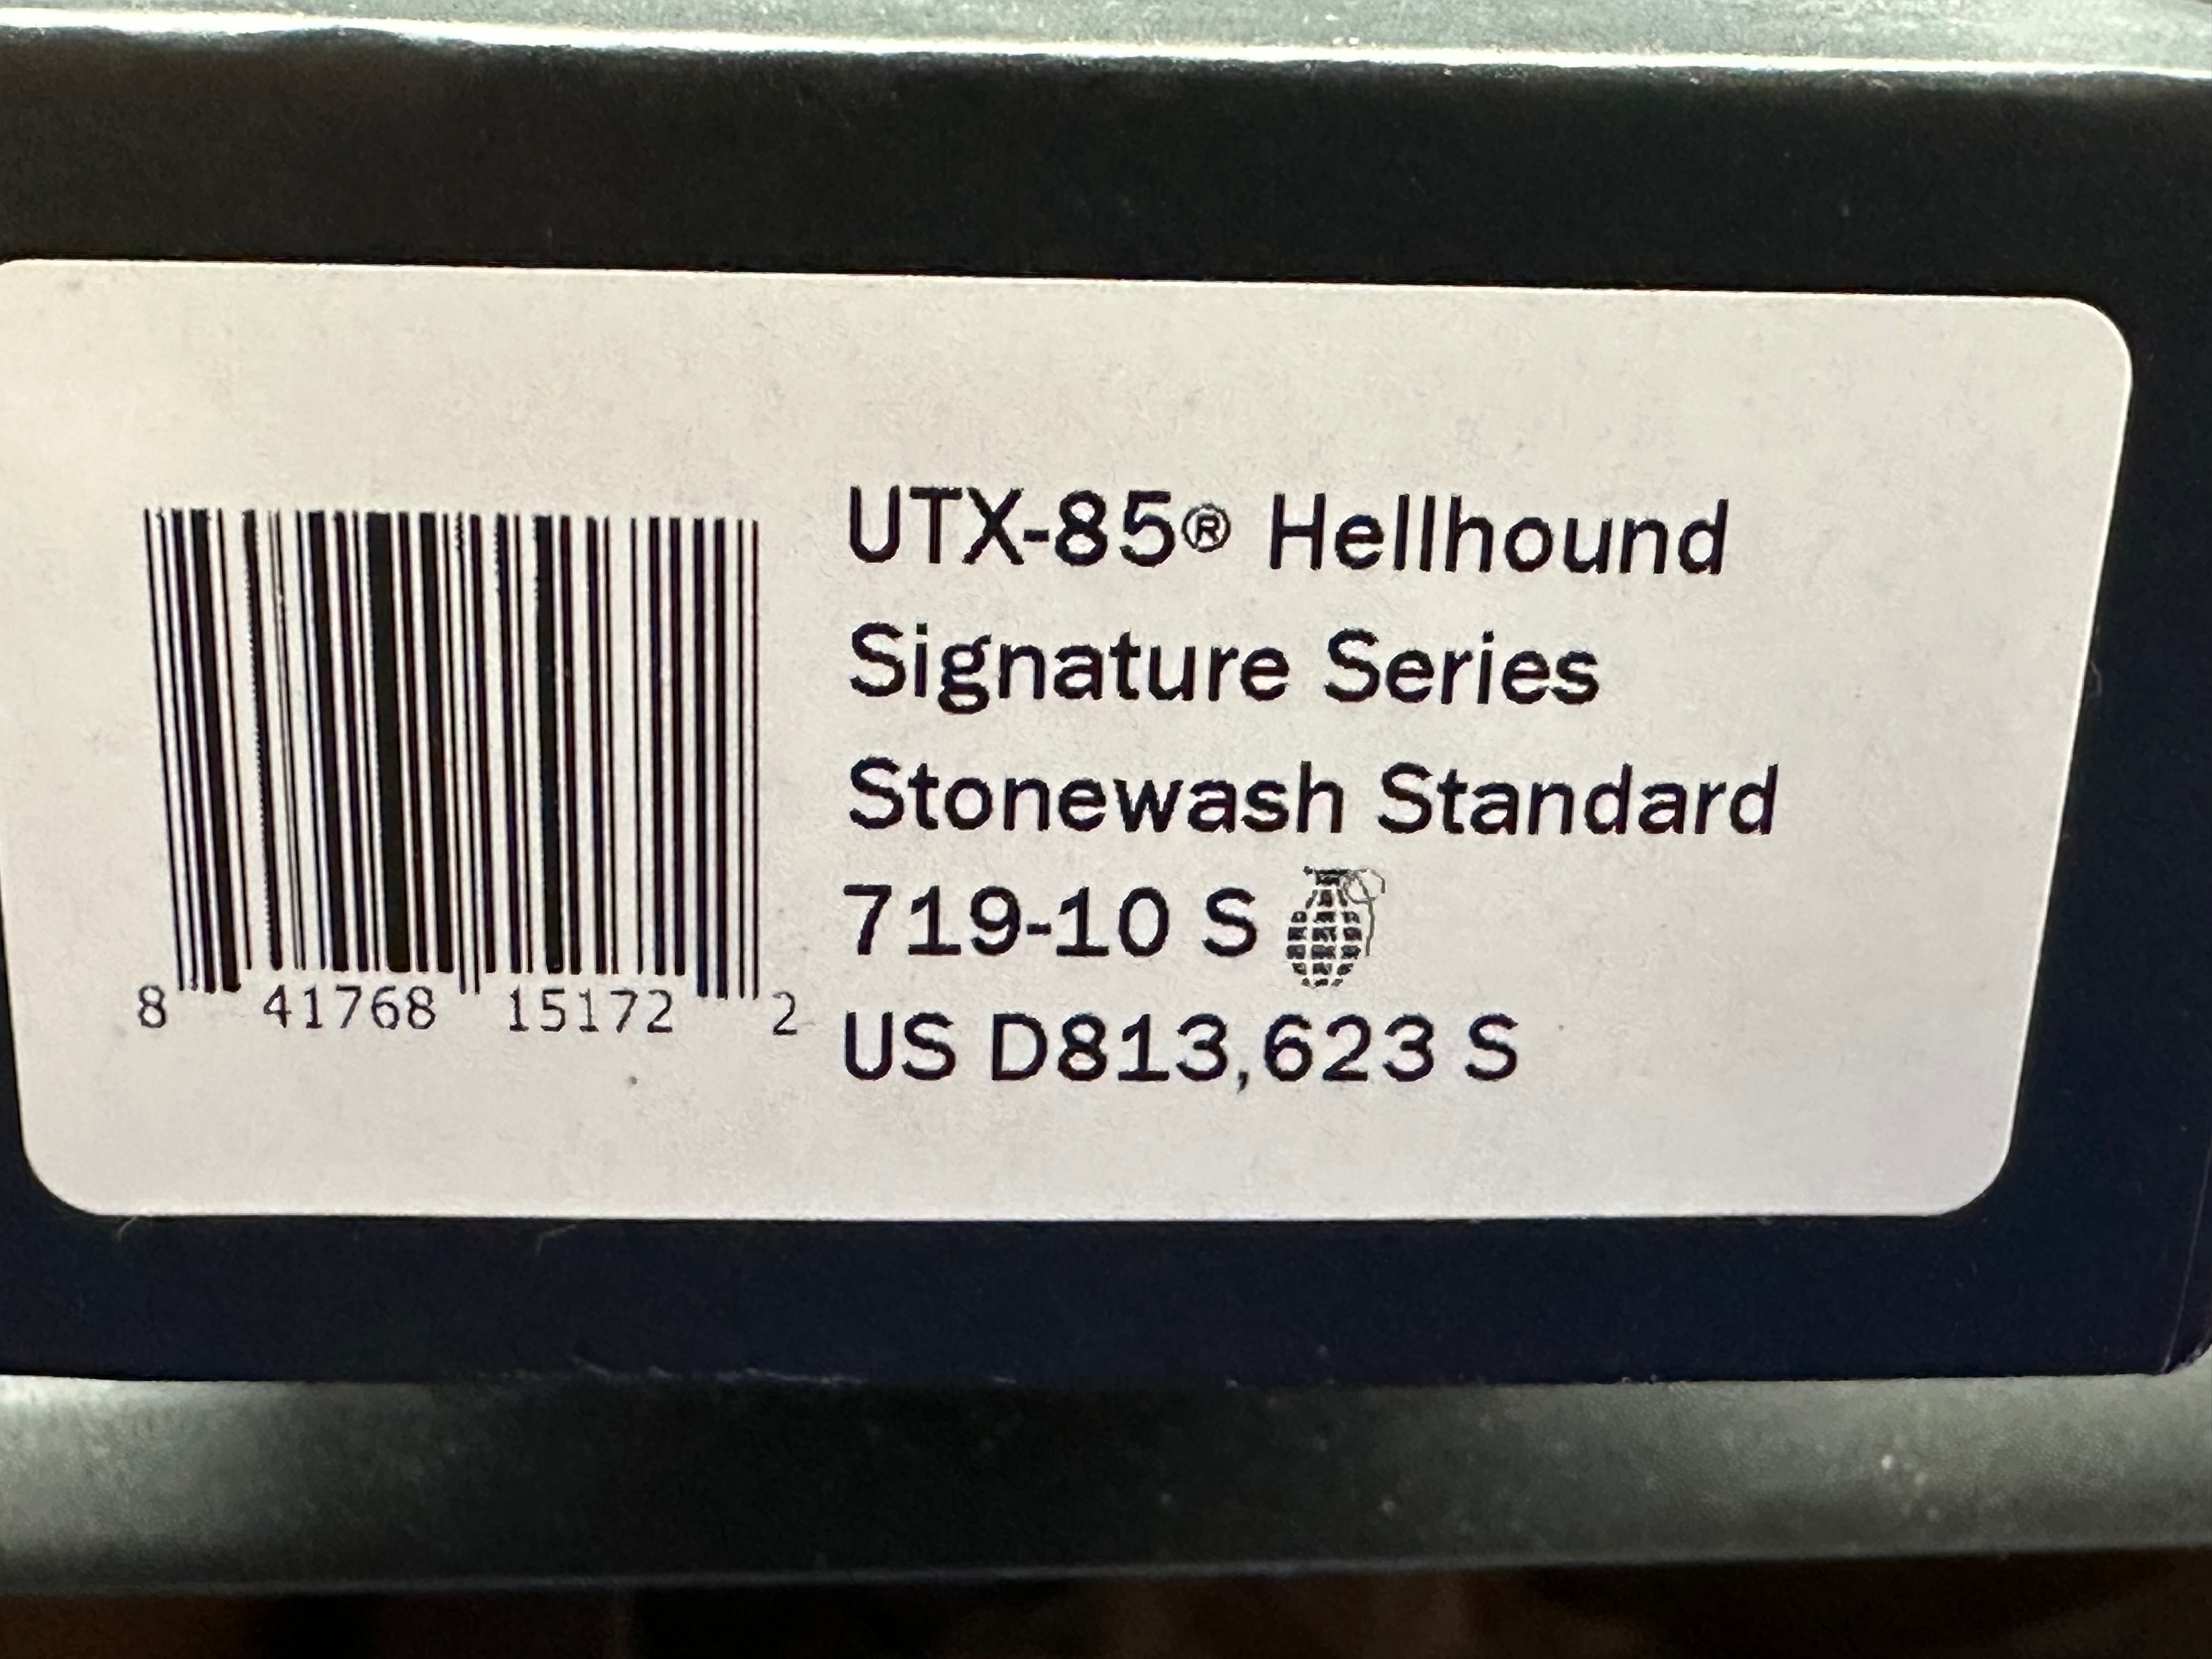 UTX-85® Hellhound
Signature Series
Stonewash Standard
719-10 S
US D813,623 S
8 41768 15172 2